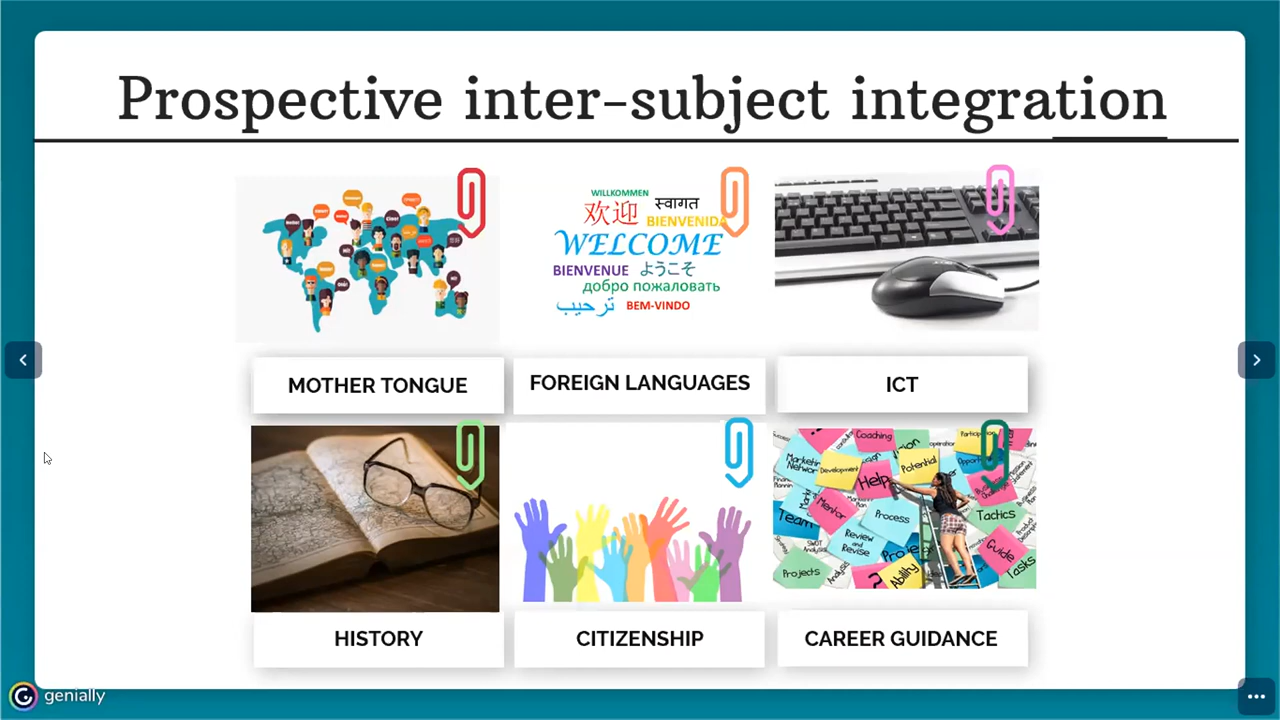 Prospective inter-subject integration
WILLKOMMEN
欢迎 स्वागत
BIENVENIDA
WELCOME
BIENVENUE ようこそ
добро пожаловать
ترحيب BEM-VINDO
MOTHER TONGUE
FOREIGN LANGUAGES
ICT
Coaching
Development
Potential
Help
Mentor
Process
Tactics
Team
Review
and
Revise
Guide
Projects
Ability
Tasks
HISTORY
CITIZENSHIP
CAREER GUIDANCE
genially